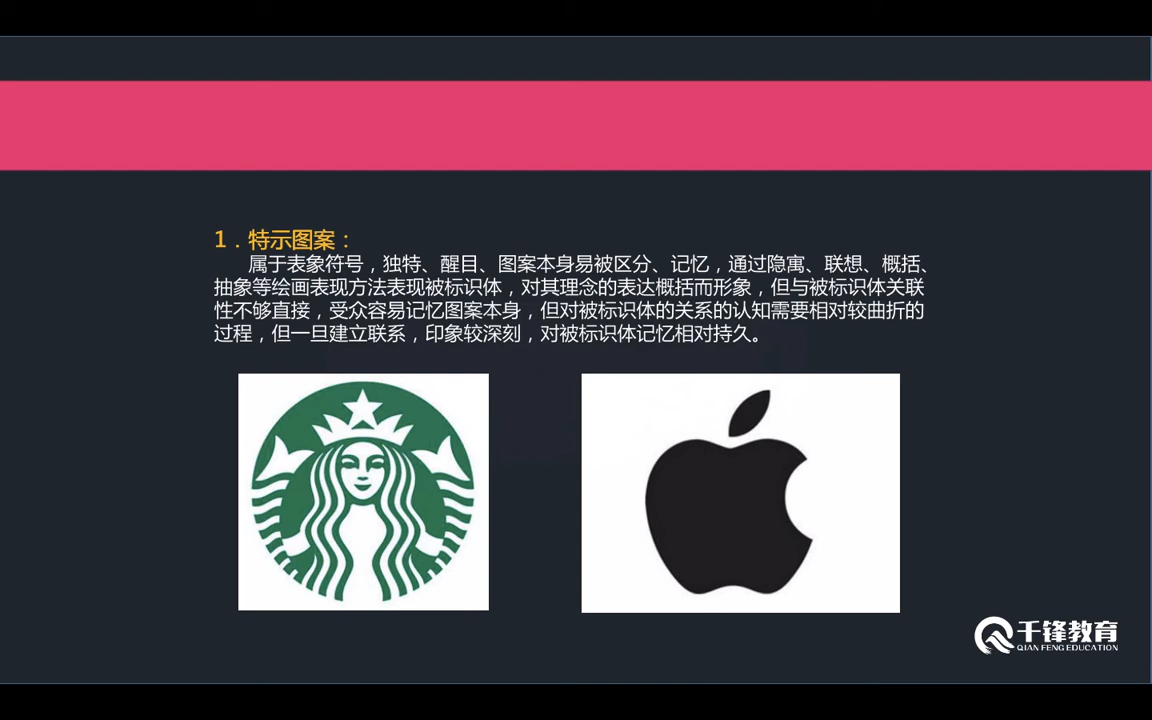 1．特示图案：
属于表象符号，独特、醒目、图案本身易被区分、记忆，通过隐寓、联想、概括、
抽象等绘画表现方法表现被标识体，对其理念的表达概括而形象，但与被标识体关联
性不够直接，受众容易记忆图案本身，但对被标识体的关系的认知需要相对较曲折的
过程，但一旦建立联系，印象较深刻，对被标识体记忆相对持久。
千锋教育
QIAN FENG EDUCATION